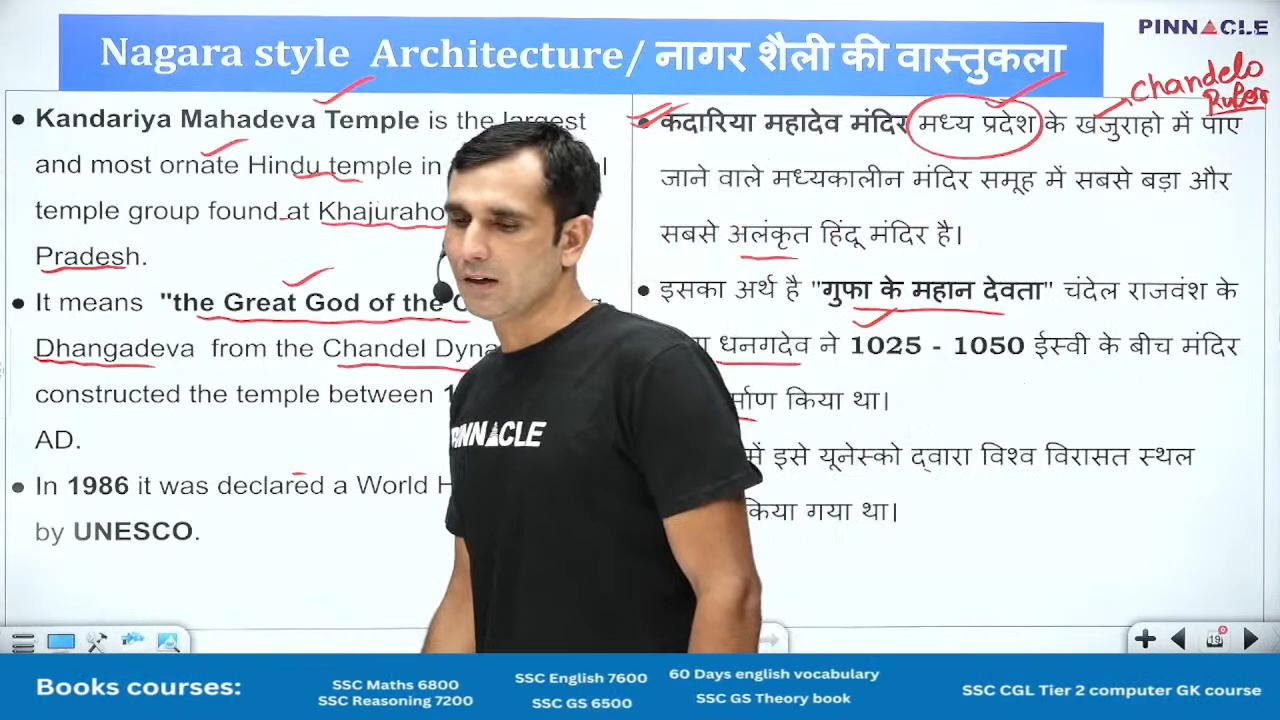 Nagara style Architecture/ नागर शैली की वास्तुकला
PINNACLE
Chandela
Ruler
• Kandariya Mahadeva Temple is the largest
and most ornate Hindu temple in
temple group found at Khajuraho
Pradesh.
• It means "the Great God of the
Dhangadeva from the Chandel
constructed the temple between
AD.
• In 1986 it was declared a World
by UNESCO.
• कंदारिया महादेव मंदिर मध्य प्रदेश के खजुराहो में पाए
जाने वाले मध्यकालीन मंदिर समूह में सबसे बड़ा और
सबसे अलंकृत हिंदू मंदिर है।
• इसका अर्थ है "गुफा के महान देवता" चंदेल राजवंश के
धनगदेव ने 1025 - 1050 ईस्वी के बीच मंदिर
किया था।
में इसे यूनेस्को द्वारा विश्व विरासत स्थल
किया गया था।
PINNACLE
19
Books courses:
SSC Maths 6800
SSC Reasoning 7200
SSC English 7600
SSC GS 6500
60 Days english vocabulary
SSC GS Theory book
SSC CGL Tier 2 computer GK course